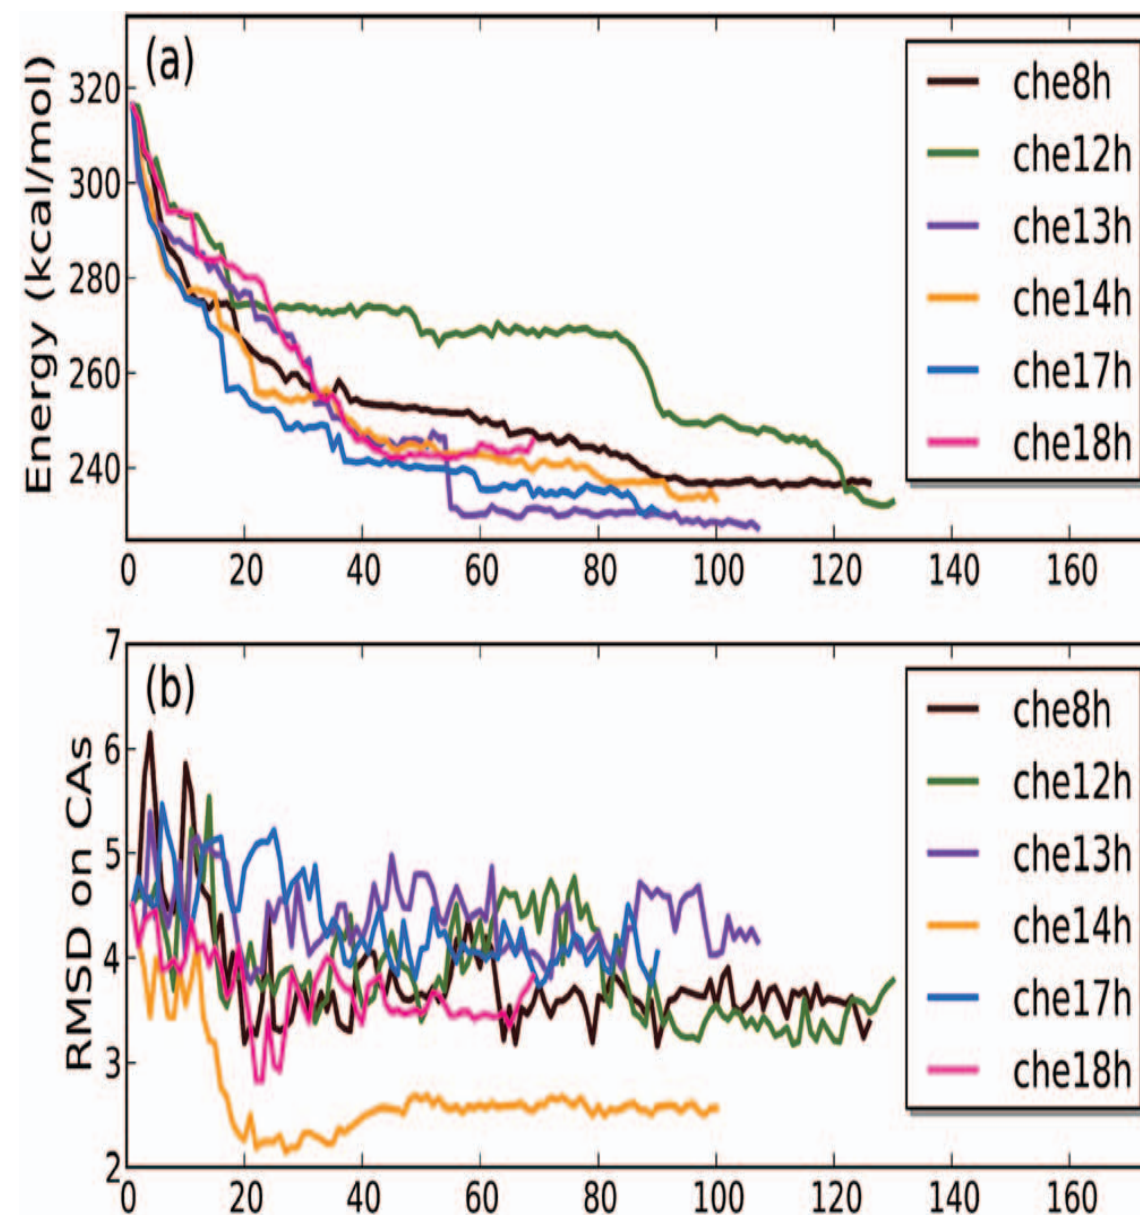 (a)
Energy (kcal/mol)
320
300
280
260
240
0 20 40 60 80 100 120 140 160
che8h
che12h
che13h
che14h
che17h
che18h
(b)
RMSD on CAs
7
6
5
4
3
2
0 20 40 60 80 100 120 140 160
che8h
che12h
che13h
che14h
che17h
che18h